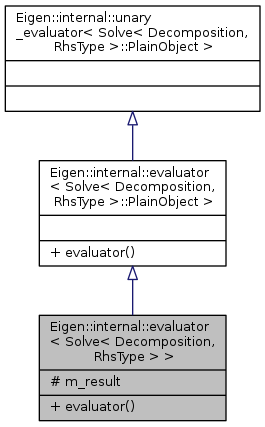 Eigen::internal::unary
_evaluator< Solve< Decomposition,
RhsType >::PlainObject >
Eigen::internal::evaluator
< Solve< Decomposition,
RhsType >::PlainObject >
+ evaluator()
Eigen::internal::evaluator
< Solve< Decomposition,
RhsType > >
# m_result
+ evaluator()